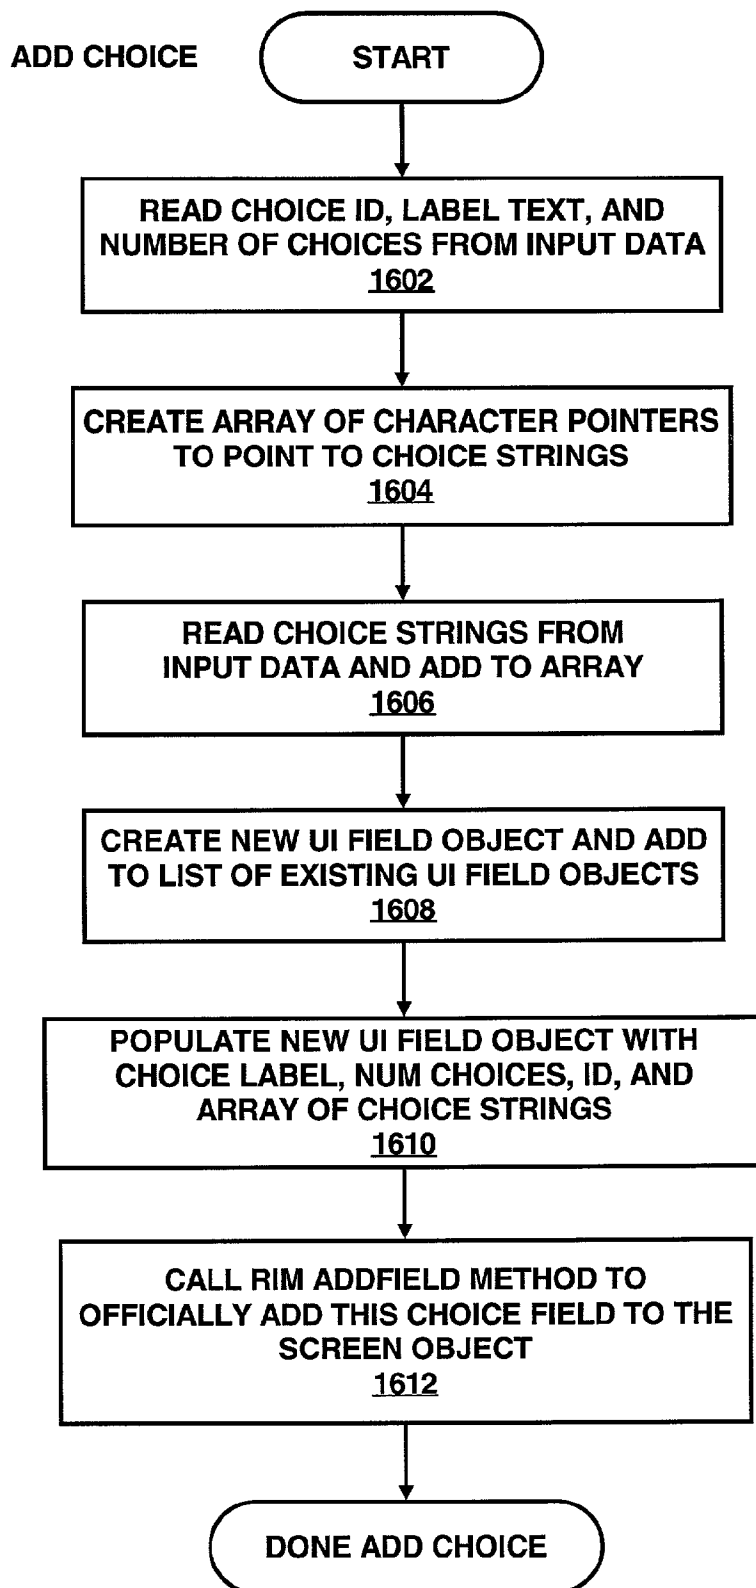 ADD CHOICE
START
READ CHOICE ID, LABEL TEXT, AND
NUMBER OF CHOICES FROM INPUT DATA
1602
CREATE ARRAY OF CHARACTER POINTERS
TO POINT TO CHOICE STRINGS
1604
READ CHOICE STRINGS FROM
INPUT DATA AND ADD TO ARRAY
1606
CREATE NEW UI FIELD OBJECT AND ADD
TO LIST OF EXISTING UI FIELD OBJECTS
1608
POPULATE NEW UI FIELD OBJECT WITH
CHOICE LABEL, NUM CHOICES, ID, AND
ARRAY OF CHOICE STRINGS
1610
CALL RIM ADDFIELD METHOD TO
OFFICIALLY ADD THIS CHOICE FIELD TO THE
SCREEN OBJECT
1612
DONE ADD CHOICE